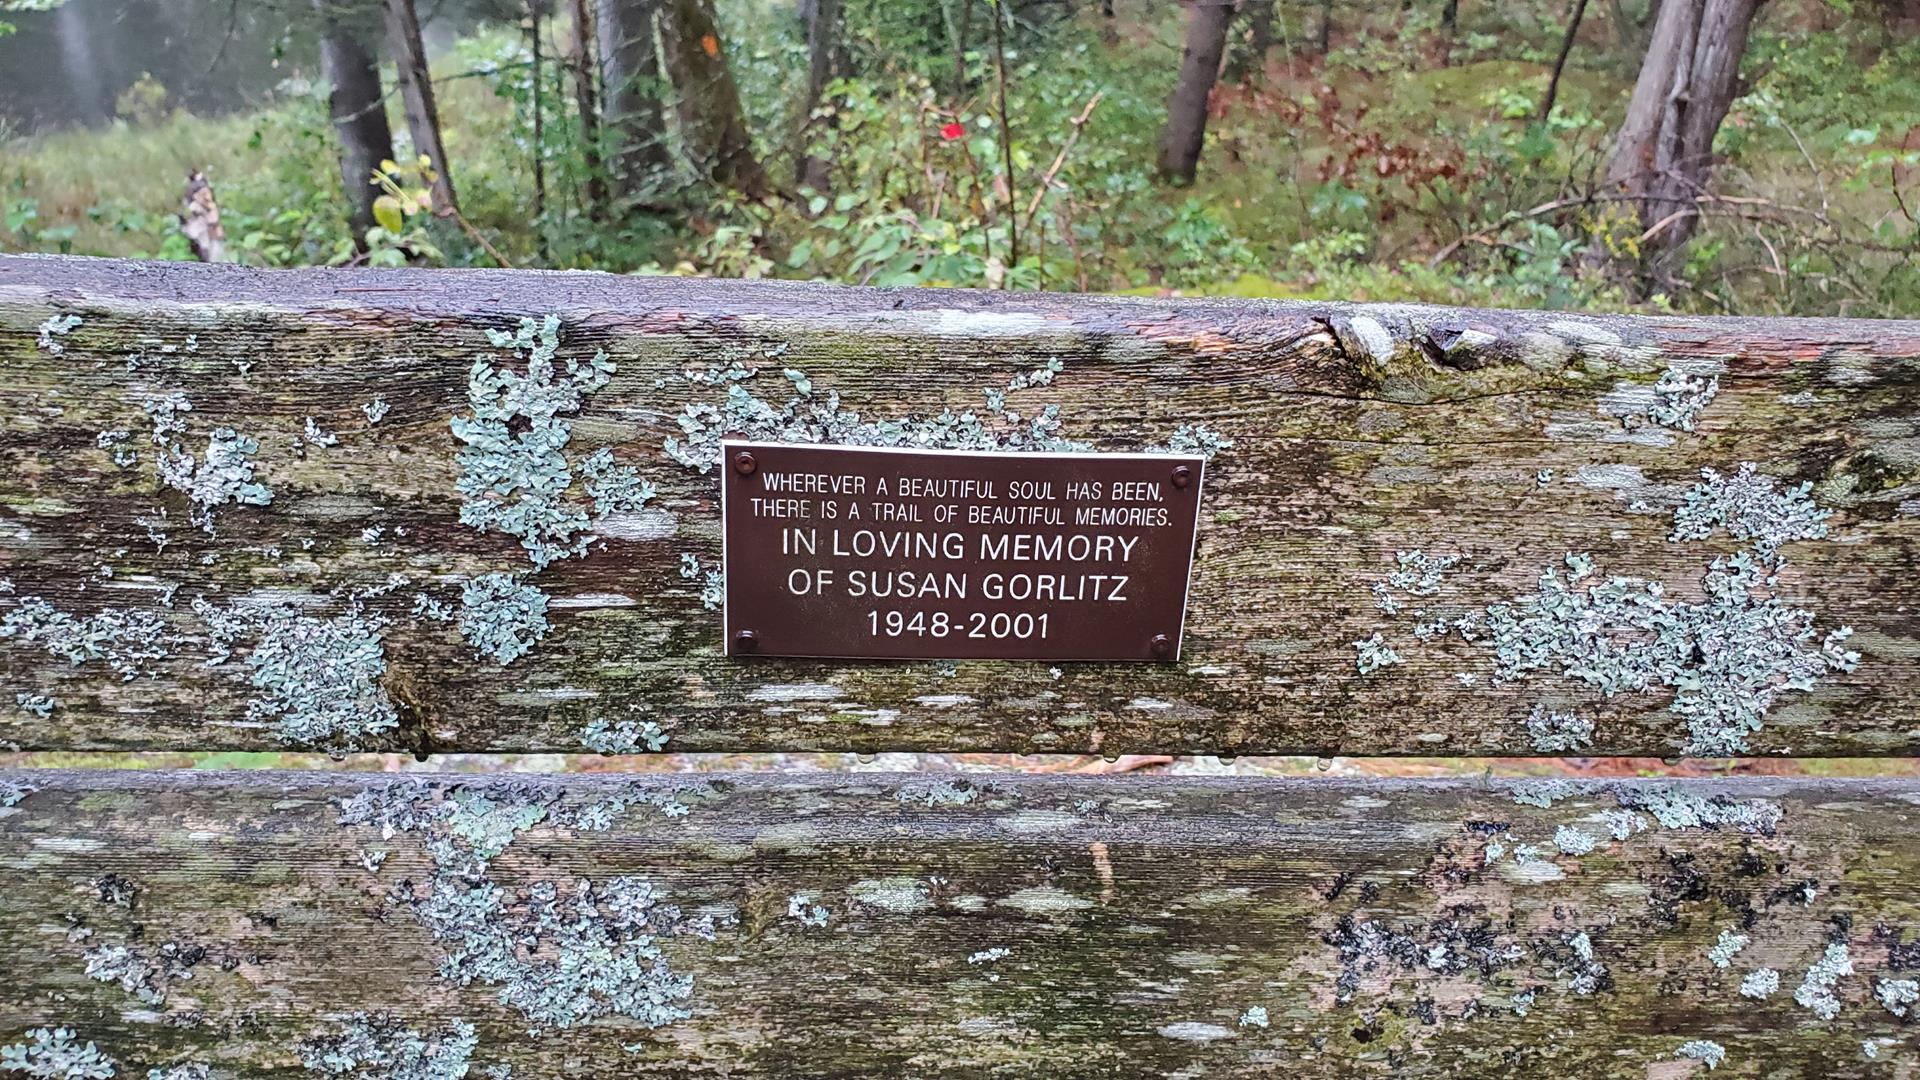 WHEREVER A BEAUTIFUL SOUL HAS BEEN,
THERE IS A TRAIL OF BEAUTIFUL MEMORIES.
IN LOVING MEMORY
OF SUSAN GORLITZ
1948-2001